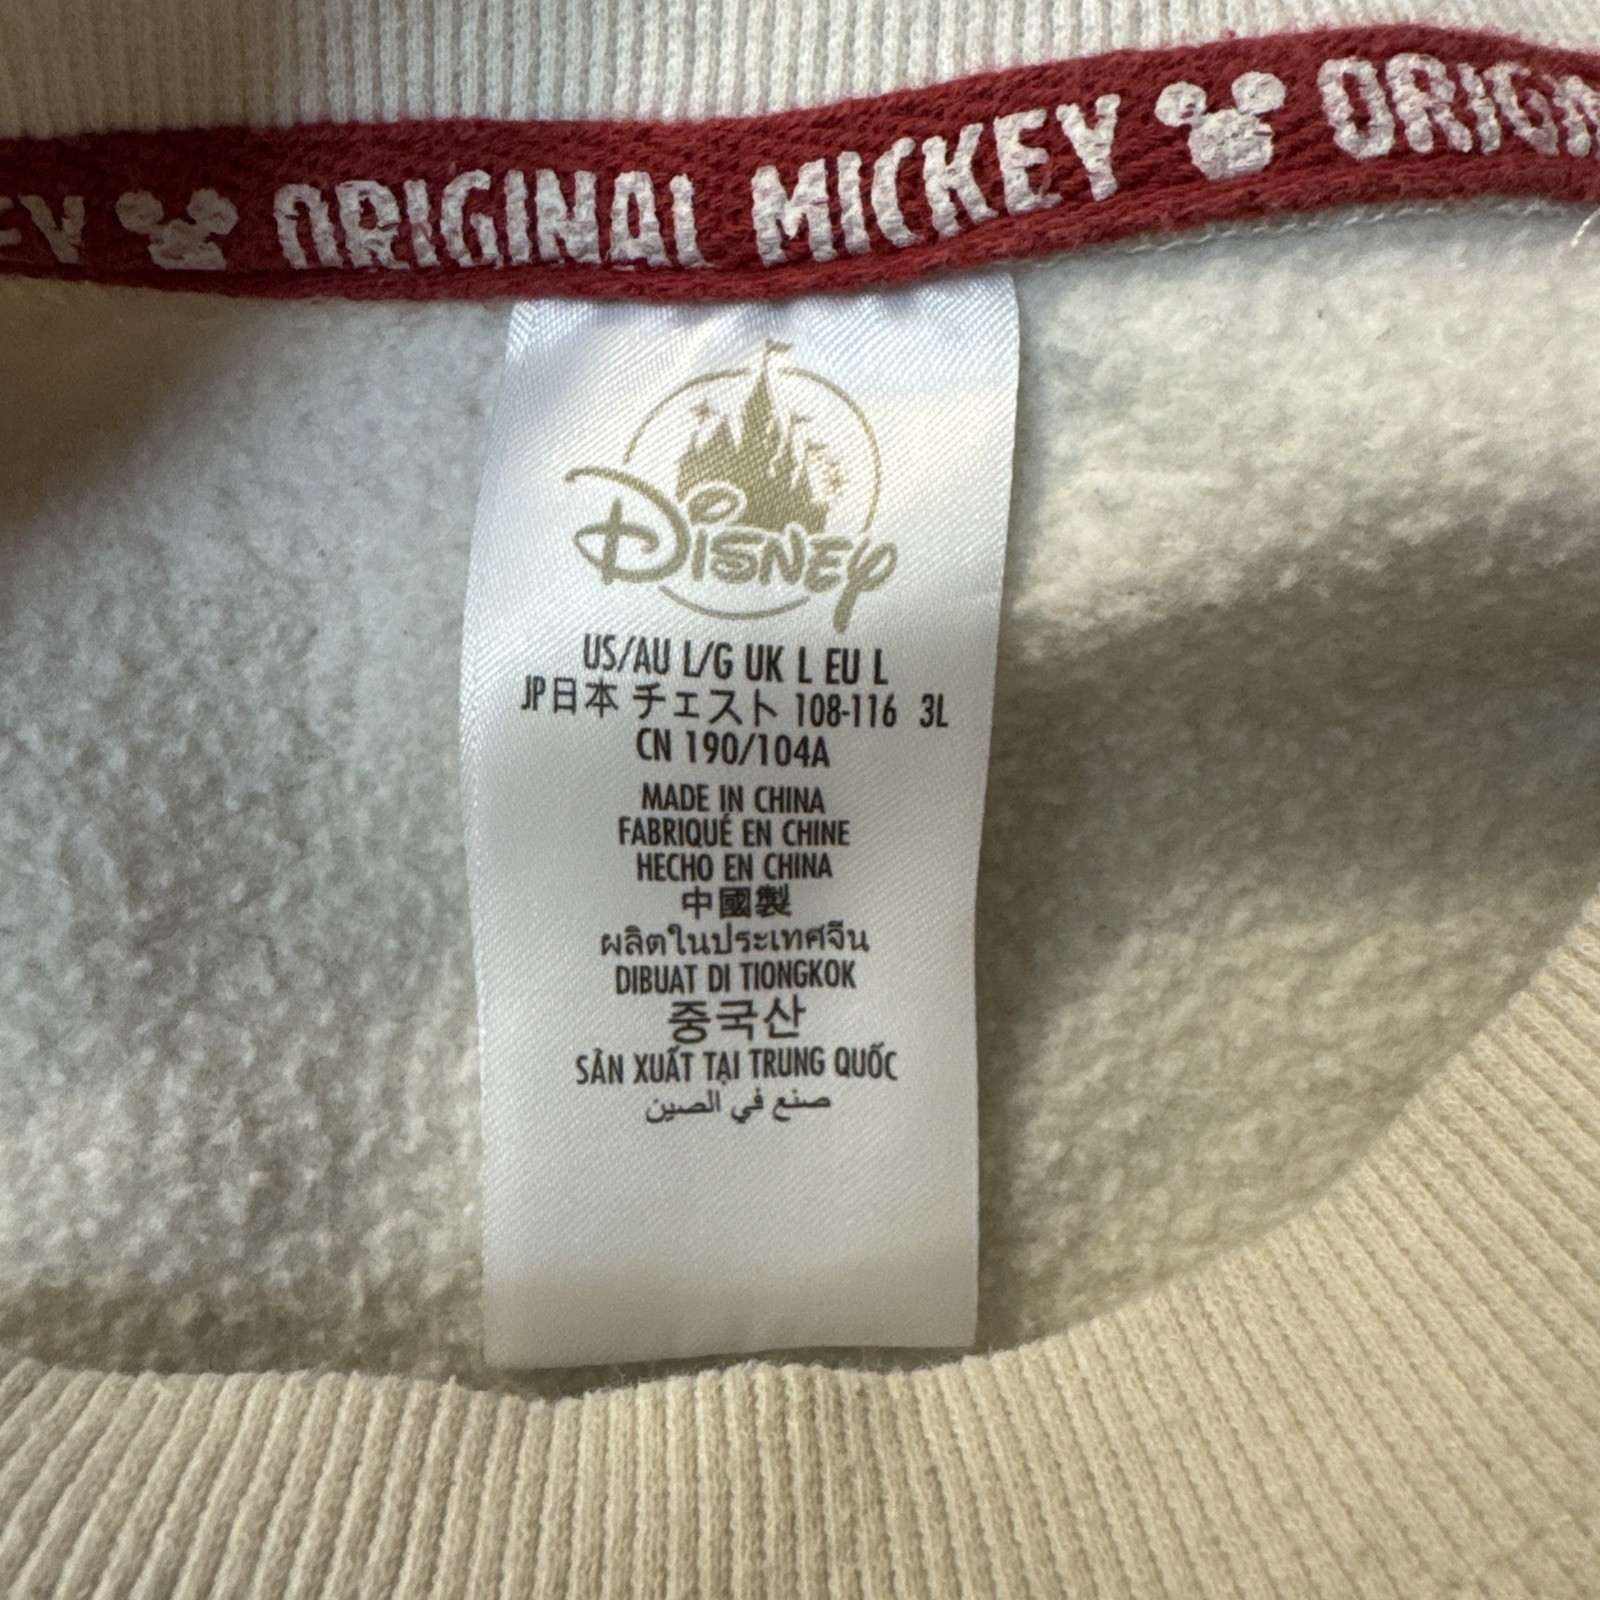 EY ORIGINAL MICKEY ORIGIN
Disney
US/AU L/G UK L EU L
JP日本 チェスト 108-116 3L
CN 190/104A
MADE IN CHINA
FABRIQUÉ EN CHINE
HECHO EN CHINA
中國製
ผลิตในประเทศจีน
DIBUAT DI TIONGKOK
중국산
SẢN XUẤT TẠI TRUNG QUỐC
صنع في الصين